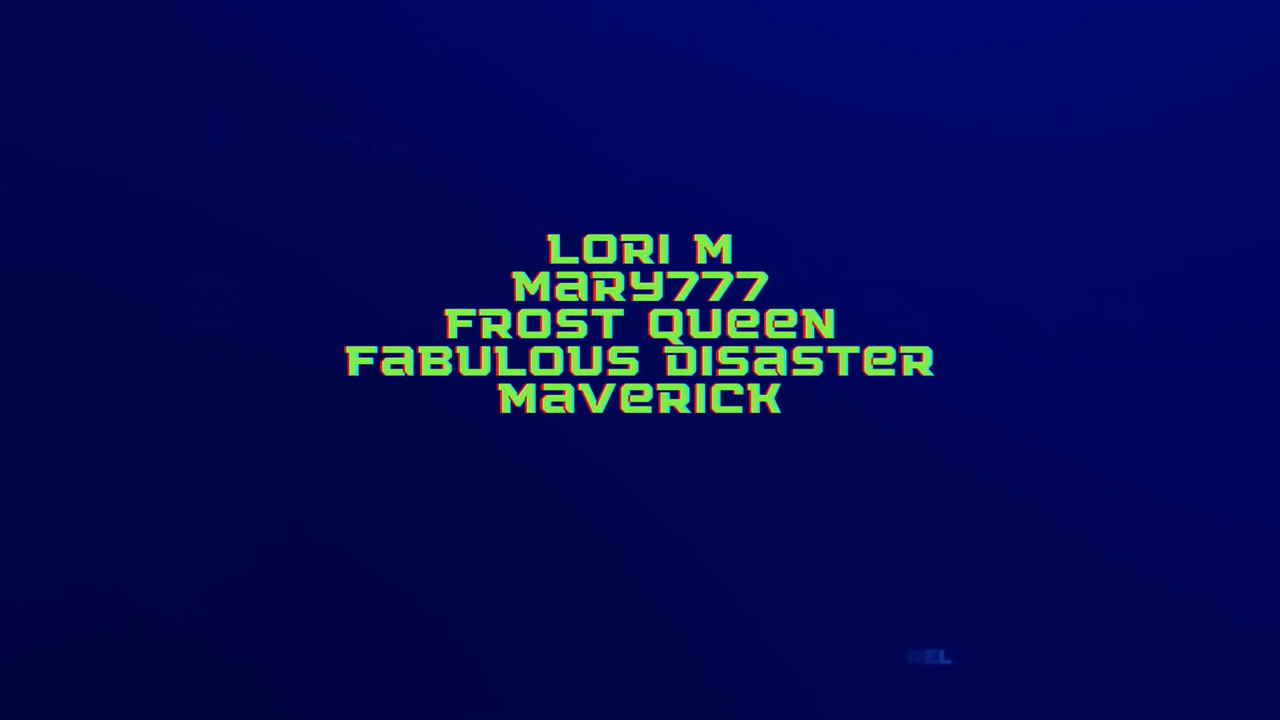 LORI M
MARY777
FROST QUEEN
FABULOUS DISASTER
MAVERICK